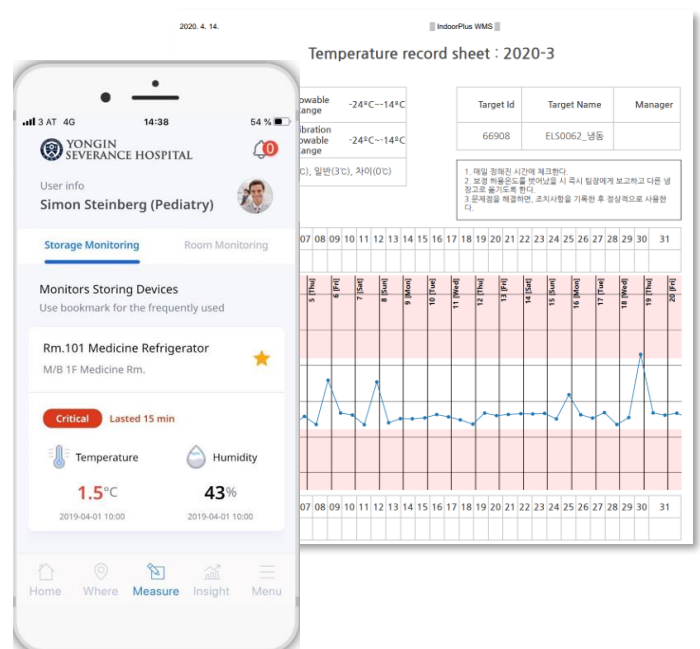 2020. 4. 14.
IndoorPlus WMS
Temperature record sheet : 2020-3
-24ºC~-14ºC
-24ºC~-14ºC
일반(3℃), 차이(0℃)
Target Id Target Name Manager
66908 ELS0062_냉동
1. 매일 정해진 시간에 체크한다.
2. 보정 허용온도를 벗어났을 시 즉시 팀장에게 보고하고 다른 냉
장고로 옮기도록 한다.
3.문제점을 해결하면, 조치사항을 기록한 후 정상적으로 사용한
다.
07 08 09 10 11 12 13 14 15 16 17 18 19 20 21 22 23 24 25 26 27 28 29 30 31
5 [Thu] 6 [Fri] 7 [Sat] 8 [Sun] 9 [Mon] 10 [Tue] 11 [Wed] 12 [Thu] 13 [Fri] 14 [Sat] 15 [Sun] 16 [Mon] 17 [Tue] 18 [Wed] 19 [Thu] 20 [Fri]
07 08 09 10 11 12 13 14 15 16 17 18 19 20 21 22 23 24 25 26 27 28 29 30 31
3 AT 4G 14:38 54 %
YONGIN
SEVERANCE HOSPITAL
0
User info
Simon Steinberg (Pediatry)
Storage Monitoring Room Monitoring
Monitors Storing Devices
Use bookmark for the frequently used
Rm.101 Medicine Refrigerator
M/B 1F Medicine Rm.
Critical Lasted 15 min
Temperature Humidity
1.5°C 43%
2019-04-01 10:00 2019-04-01 10:00
Home Where Measure Insight Menu